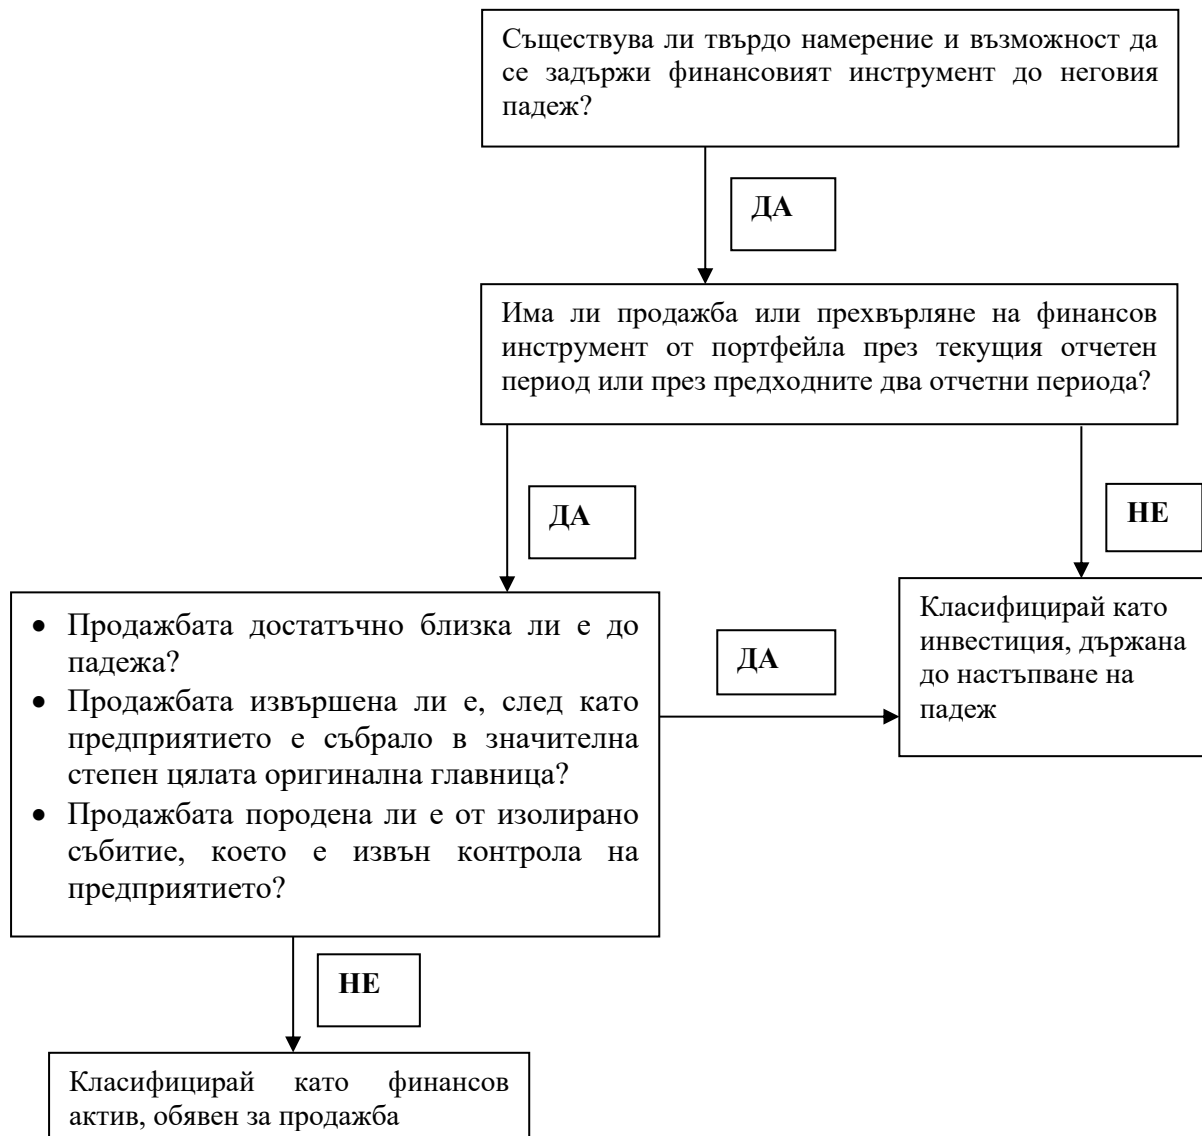 Съществува ли твърдо намерение и възможност да
се задържи финансовият инструмент до неговия
падеж?
ДА
Има ли продажба или прехвърляне на финансов
инструмент от портфейла през текущия отчетен
период или през предходните два отчетни периода?
ДА
НЕ
• Продажбата достатъчно близка ли е до
падежа?
• Продажбата извършена ли е, след като
предприятието е събрало в значителна
степен цялата оригинална главница?
• Продажбата породена ли е от изолирано
събитие, което е извън контрола на
предприятието?
ДА
Класифицирай като
инвестиция, държана
до настъпване на
падеж
НЕ
Класифицирай като финансов
актив, обявен за продажба